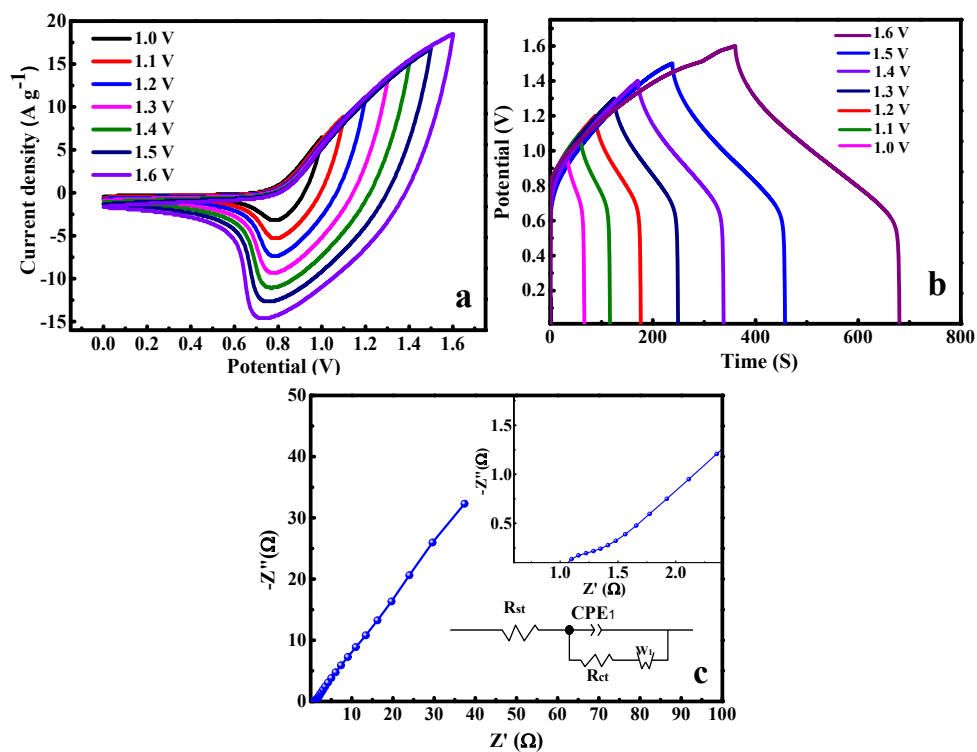 Current density (A g⁻¹)
25
20
15
10
5
0
-5
-10
-15
1.0 V
1.1 V
1.2 V
1.3 V
1.4 V
1.5 V
1.6 V
a
0.0 0.2 0.4 0.6 0.8 1.0 1.2 1.4 1.6
Potential (V)
Potential (V)
1.6
1.4
1.2
1.0
0.8
0.6
0.4
0.2
1.6 V
1.5 V
1.4 V
1.3 V
1.2 V
1.1 V
1.0 V
b
0 200 400 600 800
Time (S)
-Z"(Ω)
50
40
30
20
10
0
-Z"(Ω)
1.5
1.0
0.5
1.0 1.5 2.0
Z' (Ω)
Rst
CPE1
Rct
W1
c
10 20 30 40 50 60 70 80 90 100
Z' (Ω)